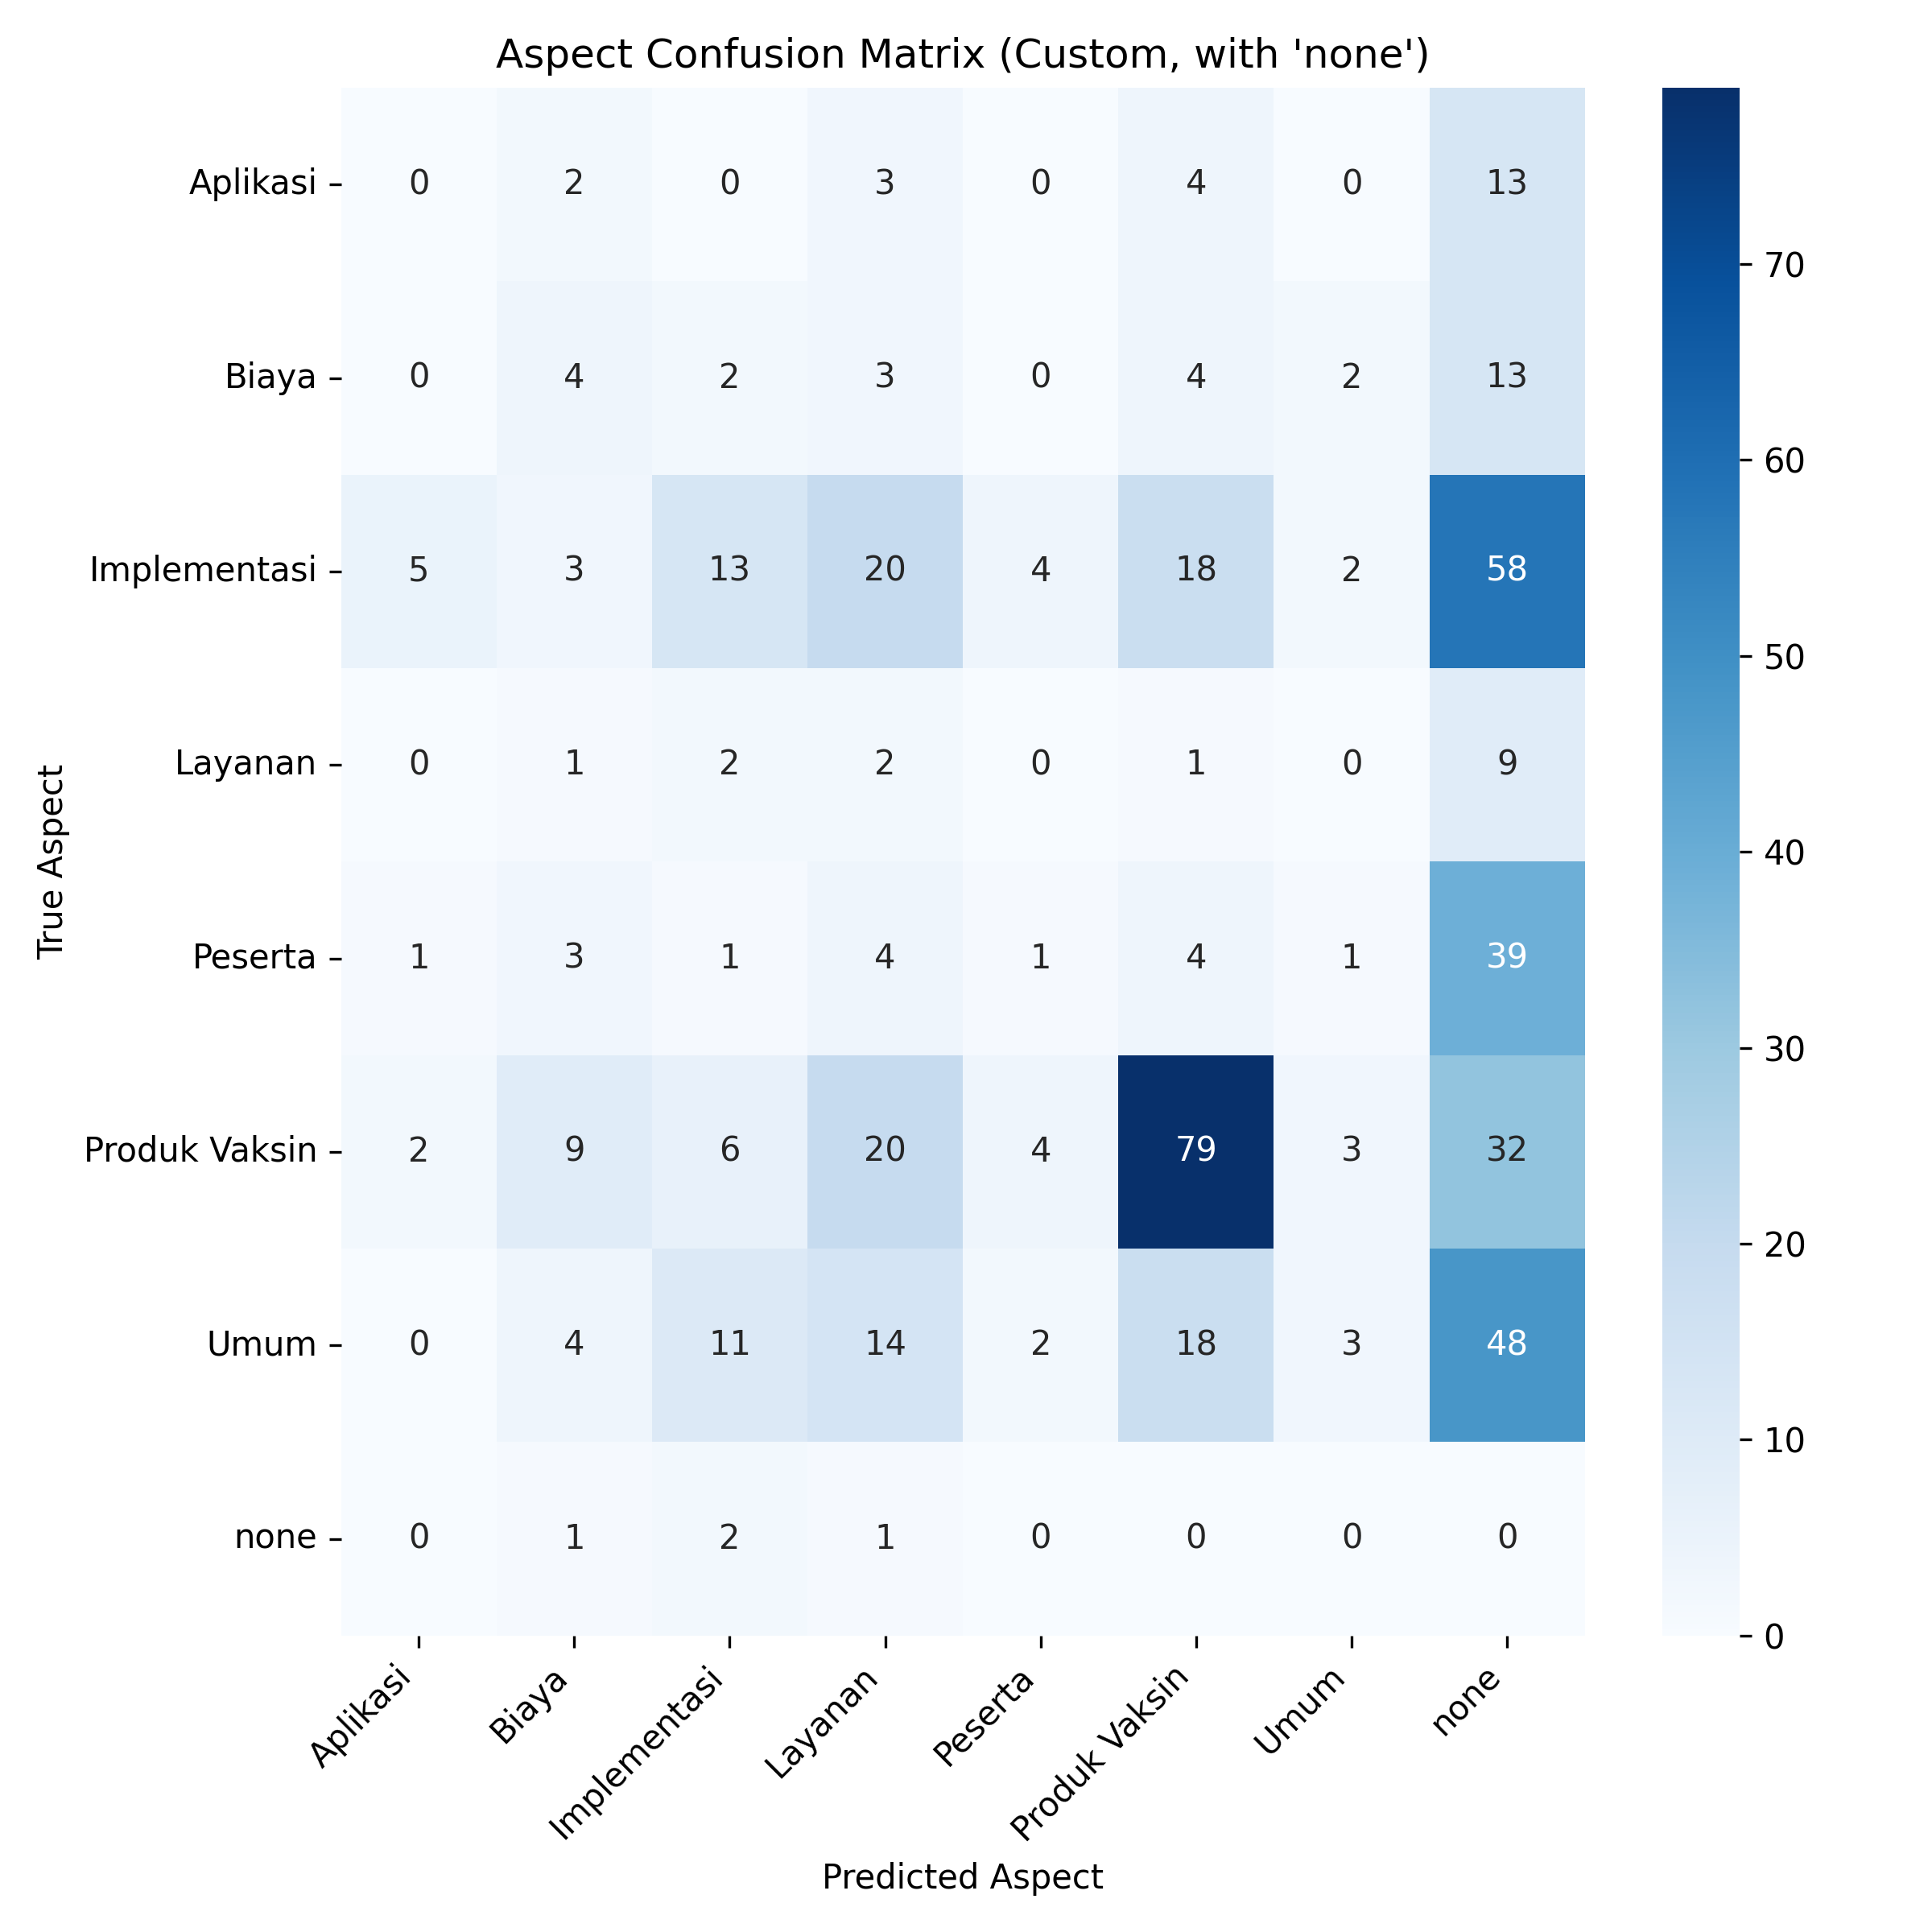 Aspect Confusion Matrix (Custom, with 'none')
True Aspect
Aplikasi 0 2 0 3 0 4 0 13
Biaya 0 4 2 3 0 4 2 13
Implementasi 5 3 13 20 4 18 2 58
Layanan 0 1 2 2 0 1 0 9
Peserta 1 3 1 4 1 4 1 39
Produk Vaksin 2 9 6 20 4 79 3 32
Umum 0 4 11 14 2 18 3 48
none 0 1 2 1 0 0 0 0
Aplikasi Biaya Implementasi Layanan Peserta Produk Vaksin Umum none
Predicted Aspect
70
60
50
40
30
20
10
0